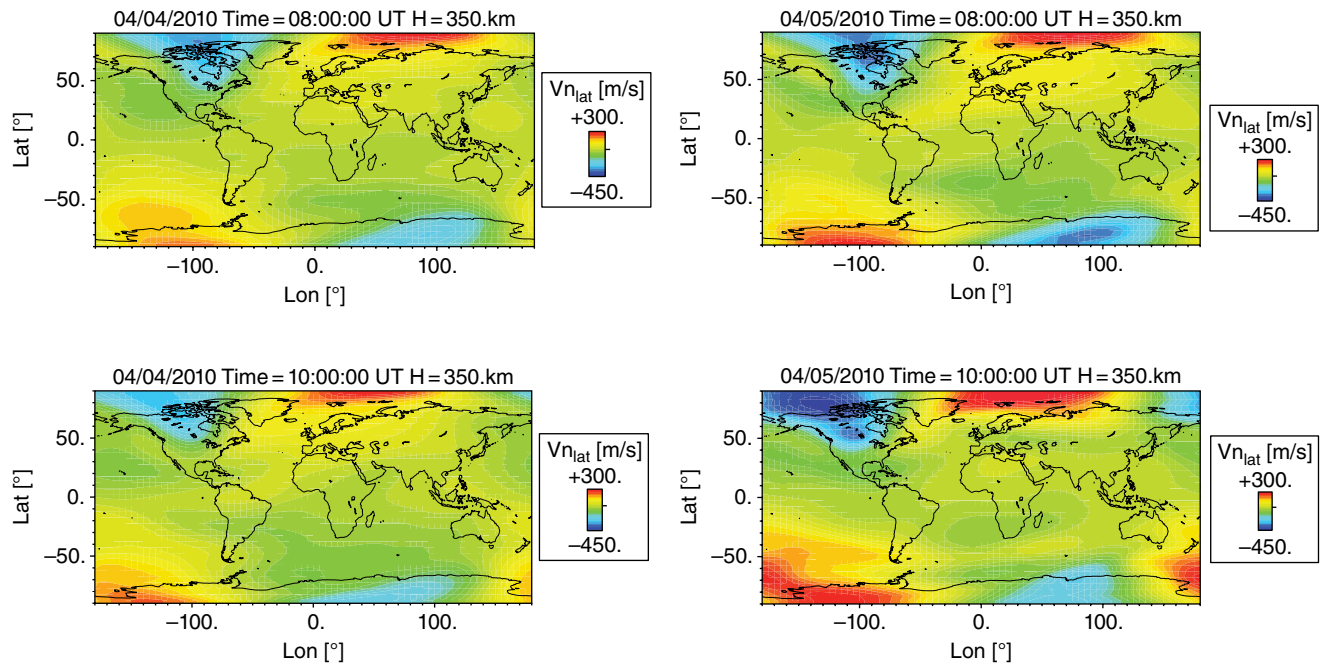 04/04/2010 Time = 08:00:00 UT H = 350.km
Lat [°]
50.
0.
−50.
−100.
0.
100.
Lon [°]
Vn_lat [m/s]
+300.
−450.
04/05/2010 Time = 08:00:00 UT H = 350.km
Lat [°]
50.
0.
−50.
−100.
0.
100.
Lon [°]
Vn_lat [m/s]
+300.
−450.
04/04/2010 Time = 10:00:00 UT H = 350.km
Lat [°]
50.
0.
−50.
−100.
0.
100.
Lon [°]
Vn_lat [m/s]
+300.
−450.
04/05/2010 Time = 10:00:00 UT H = 350.km
Lat [°]
50.
0.
−50.
−100.
0.
100.
Lon [°]
Vn_lat [m/s]
+300.
−450.